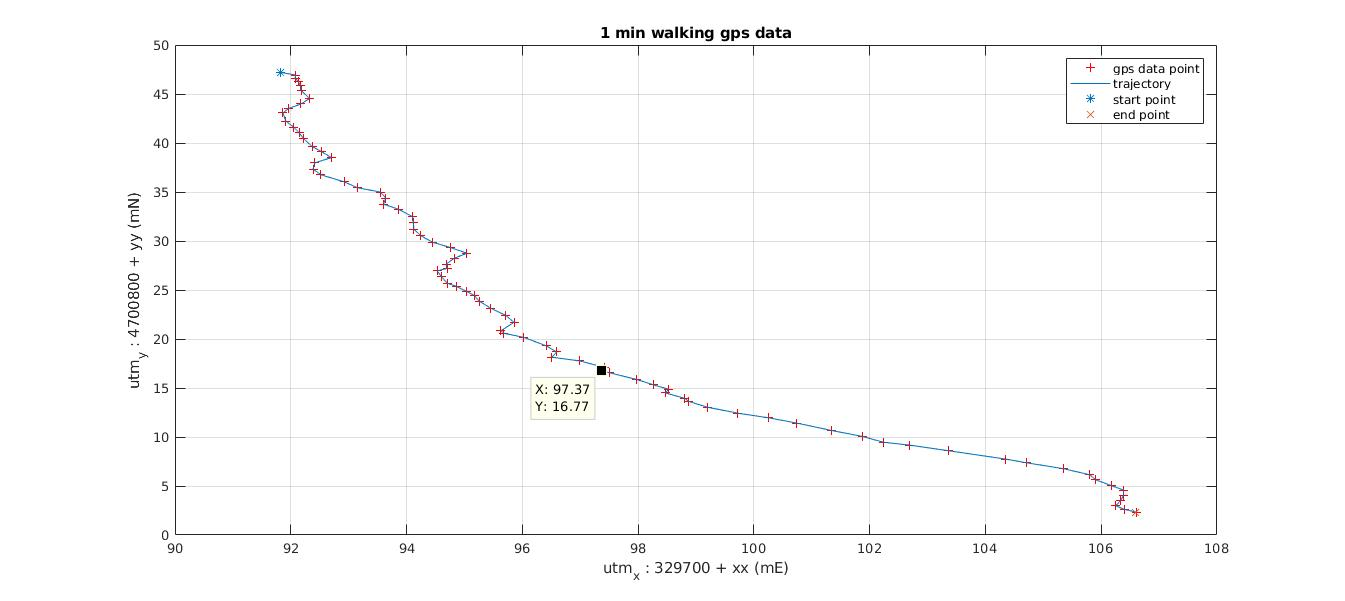 1 min walking gps data
50
45
40
35
30
25
20
15
10
5
0
utm_y : 4700800 + yy (mN)
gps data point
trajectory
start point
end point
X: 97.37
Y: 16.77
90 92 94 96 98 100 102 104 106 108
utm_x : 329700 + xx (mE)